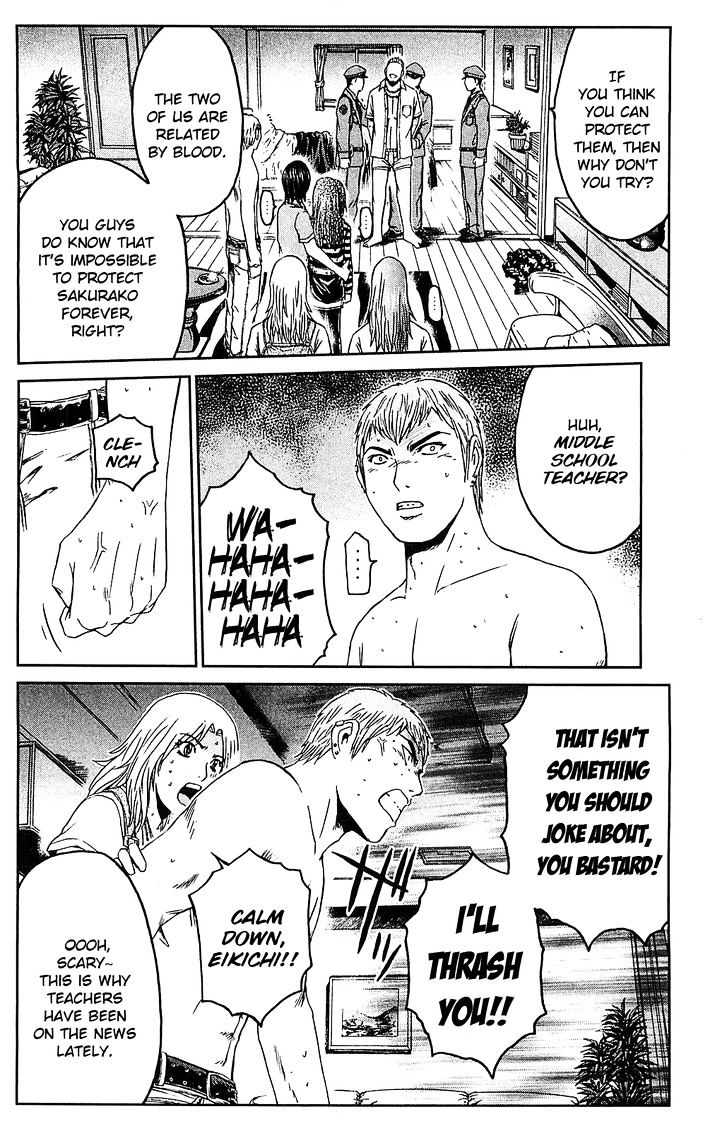 IF
YOU THINK
YOU CAN
PROTECT
THEM, THEN
WHY DON'T
YOU TRY?
THE TWO
OF US ARE
RELATED
BY BLOOD.
YOU GUYS
DO KNOW THAT
IT'S IMPOSSIBLE
TO PROTECT
SAKURAKO
FOREVER,
RIGHT?
HUH,
MIDDLE
SCHOOL
TEACHER?
...
WA-
HAHA-
HAHA-
HAHA
CLE-
NCH
THAT ISN'T
SOMETHING
YOU SHOULD
JOKE ABOUT,
YOU BASTARD!
I'LL
THRASH
YOU!!
CALM
DOWN,
EIKICHI!!
OOOH,
SCARY~
THIS IS WHY
TEACHERS
HAVE BEEN
ON THE NEWS
LATELY.